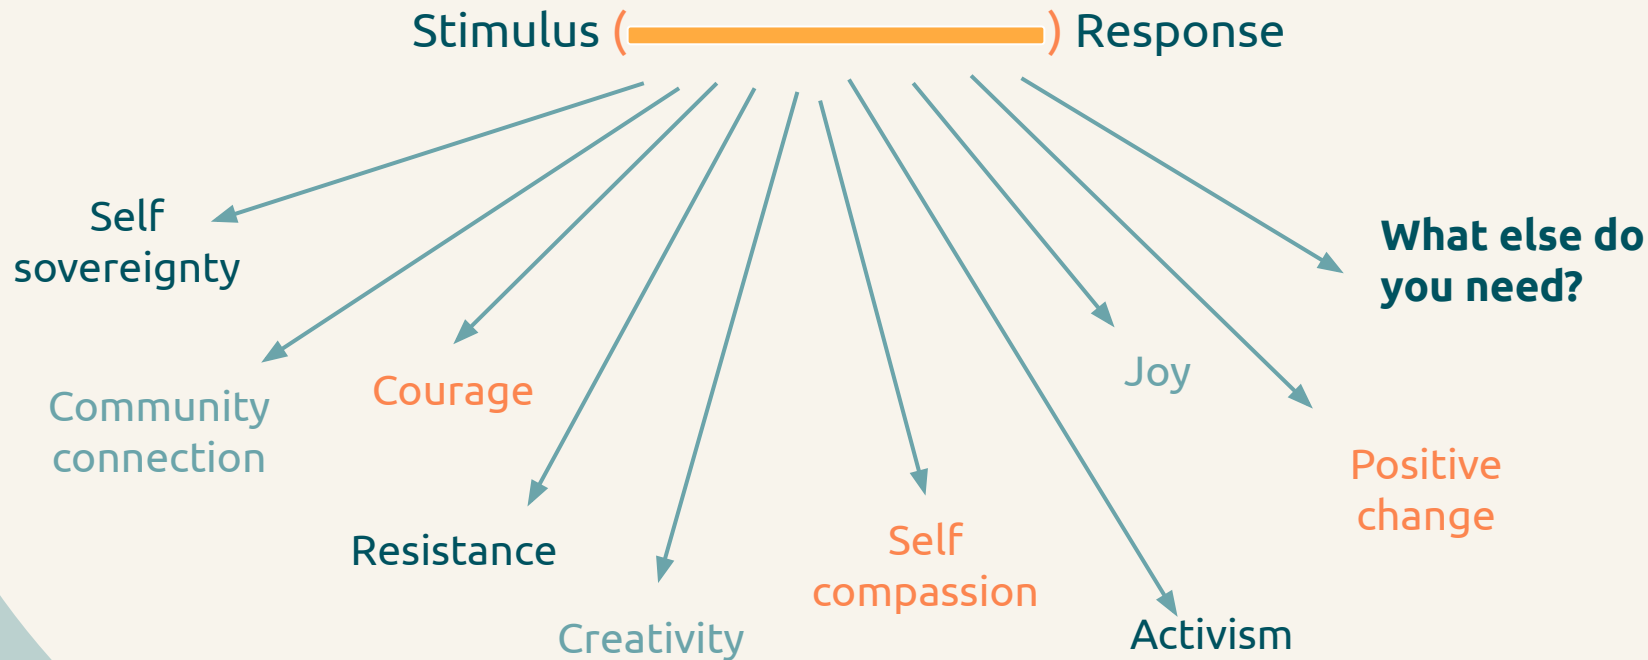 Stimulus ( ) Response
Self
sovereignty
Community
connection
Courage
Resistance
Creativity
Self
compassion
Activism
Joy
Positive
change
What else do
you need?